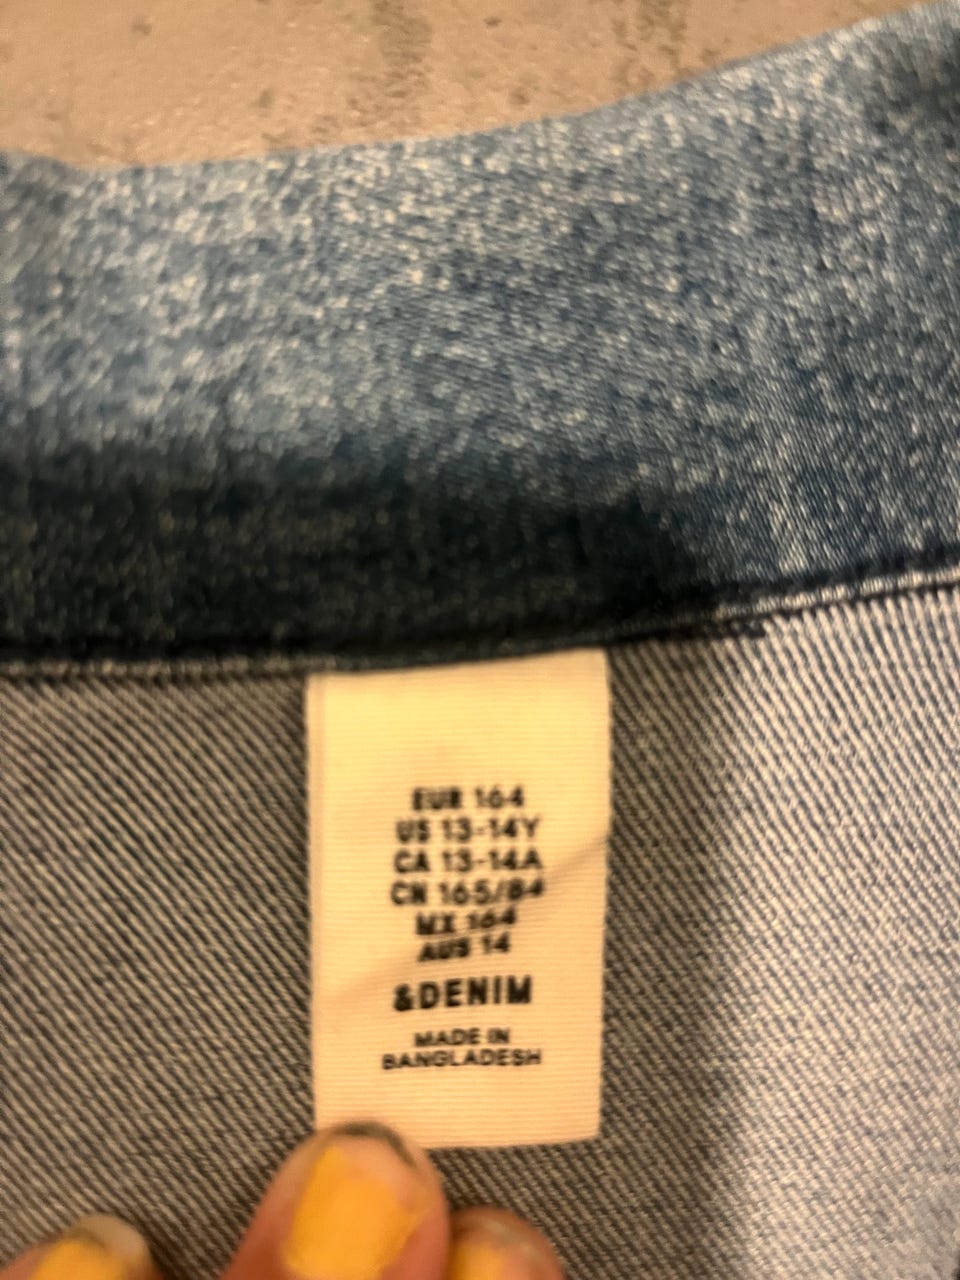 EUR 164
US 13-14Y
CA 13-14A
CN 165/84
MX 164
AUS 14
&DENIM
MADE IN
BANGLADESH